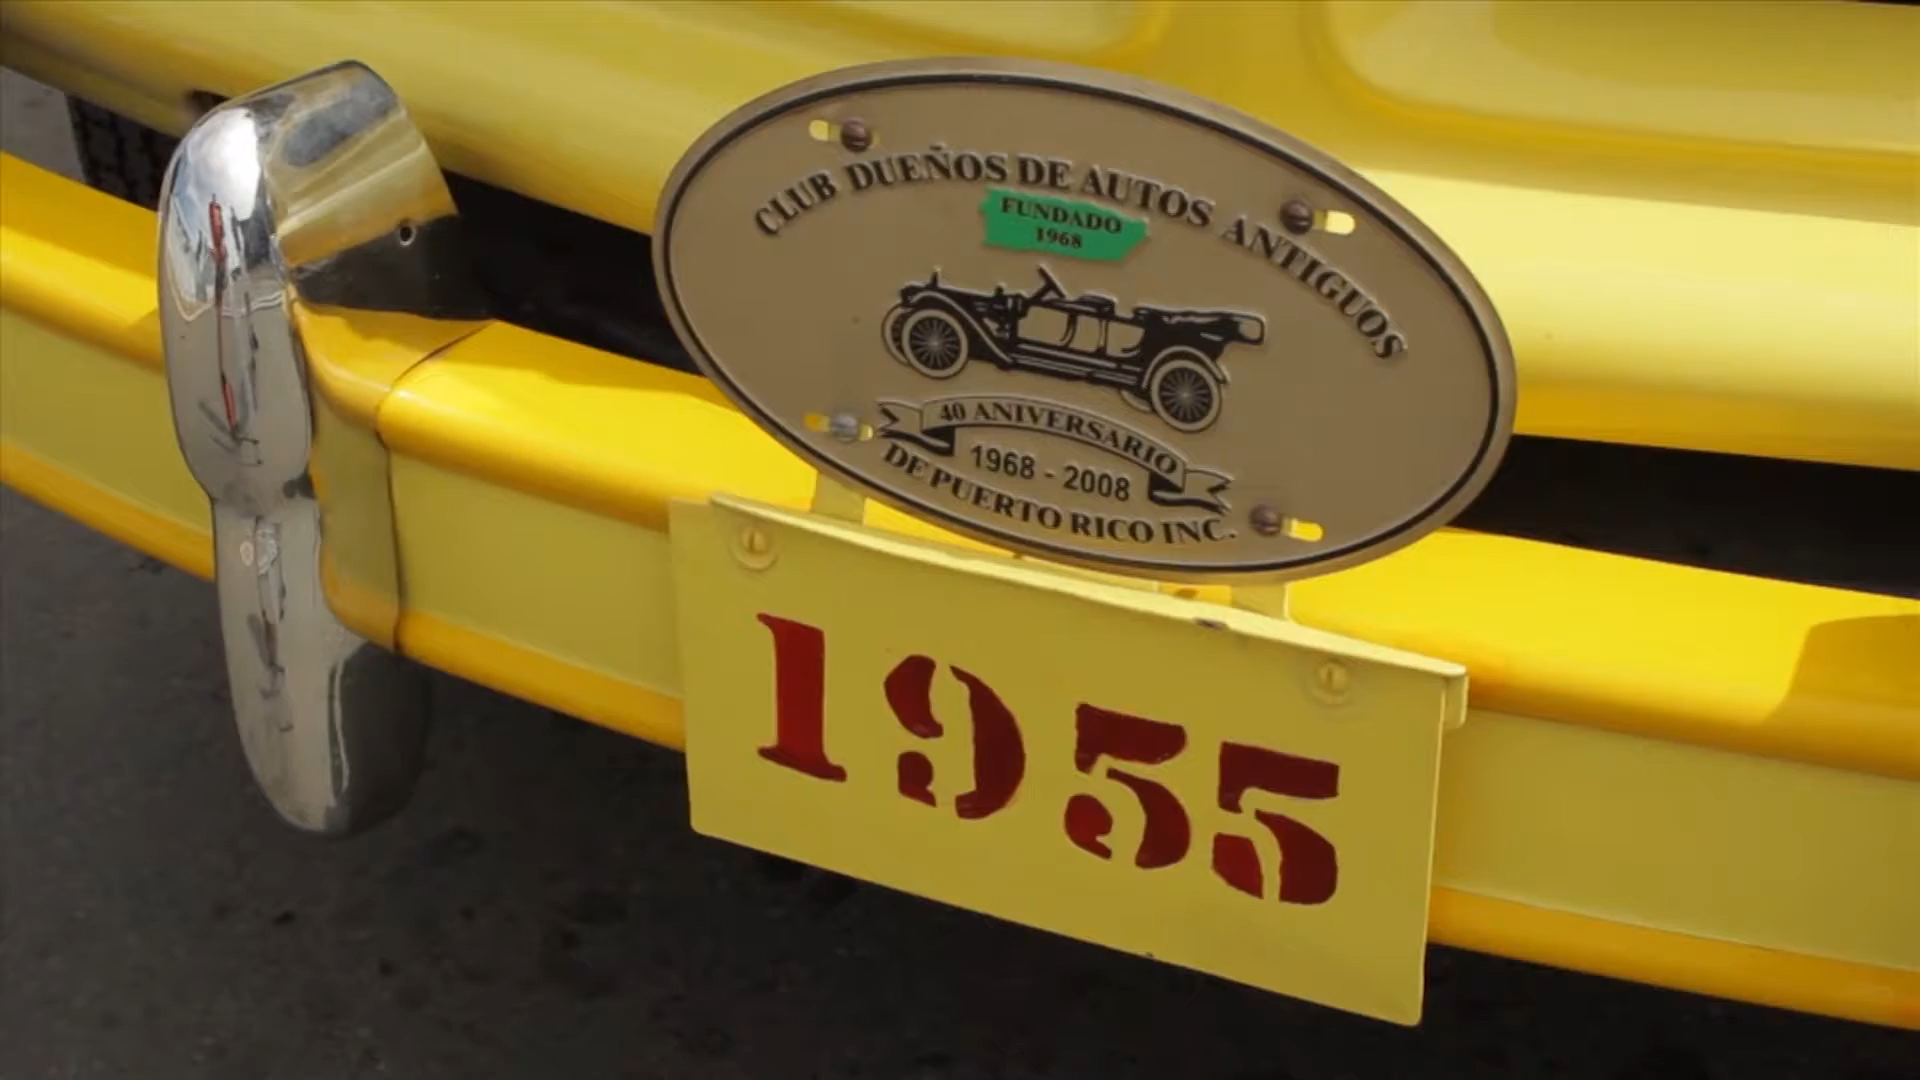 CLUB DUEÑOS DE AUTOS ANTIGUOS
FUNDADO
1968
40 ANIVERSARIO
1968 - 2008
DE PUERTO RICO INC.
1955